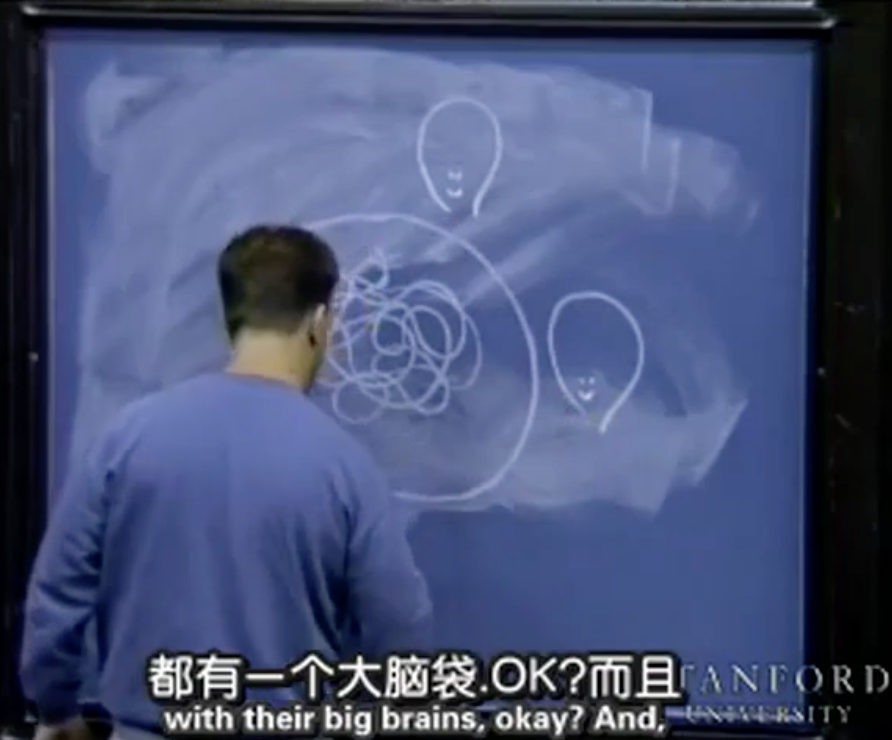 都有一个大脑袋.OK?而且
with their big brains, okay? And,
STANFORD
UNIVERSITY